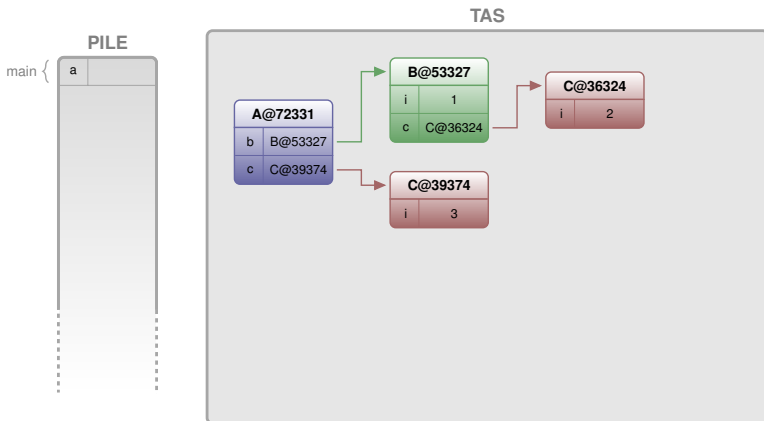 TAS
PILE
main
a
B@53327
i 1
c C@36324
C@36324
i 2
A@72331
b B@53327
c C@39374
C@39374
i 3